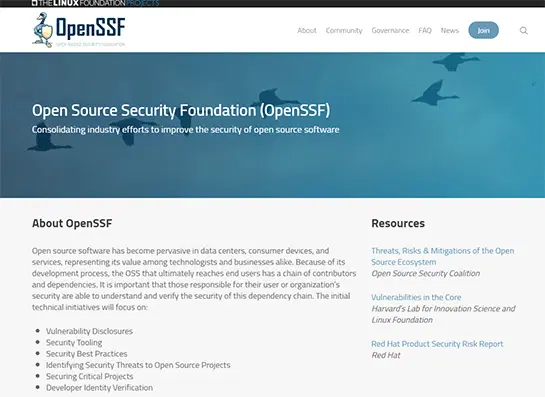 THE LINUX FOUNDATION PROJECTS
OpenSSF
OPEN SOURCE SECURITY FOUNDATION
About Community Governance FAQ News Join
Open Source Security Foundation (OpenSSF)
Consolidating industry efforts to improve the security of open source software
About OpenSSF
Open source software has become pervasive in data centers, consumer devices, and
services, representing its value among technologists and businesses alike. Because of its
development process, the OSS that ultimately reaches end users has a chain of contributors
and dependencies. It is important that those responsible for their user or organization's
security are able to understand and verify the security of this dependency chain. The initial
technical initiatives will focus on:
Vulnerability Disclosures
Security Tooling
Security Best Practices
Identifying Security Threats to Open Source Projects
Securing Critical Projects
Developer Identity Verification
Resources
Threats, Risks & Mitigations of the Open
Source Ecosystem
Open Source Security Coalition
Vulnerabilities in the Core
Harvard's Lab for Innovation Science and
Linux Foundation
Red Hat Product Security Risk Report
Red Hat